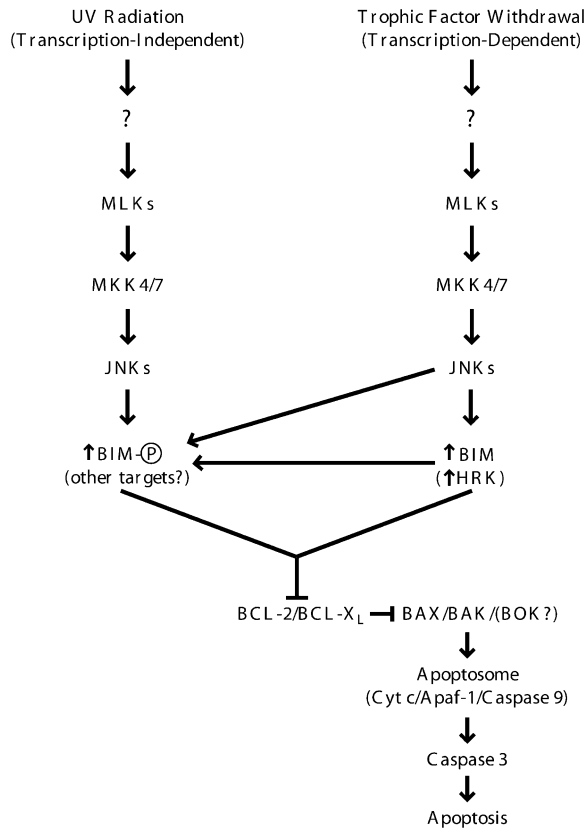 UV Radiation
(Transcription-Independent)
Trophic Factor Withdrawal
(Transcription-Dependent)
?
?
MLKs
MLKs
MKK4/7
MKK4/7
JNKs
JNKs
↑BIM-Ⓟ
(other targets?)
↑BIM
(↑HRK)
BCL-2/BCL-XL
BAX/BAK/(BOK?)
Apoptosome
(Cyt c/Apaf-1/Caspase 9)
Caspase 3
Apoptosis